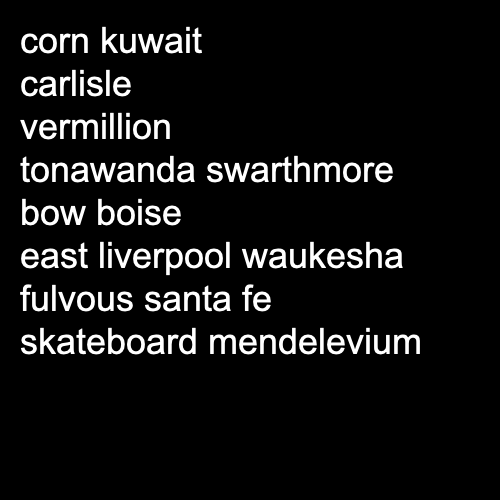 corn kuwait
carlisle
vermillion
tonawanda swarthmore
bow boise
east liverpool waukesha
fulvous santa fe
skateboard mendelevium